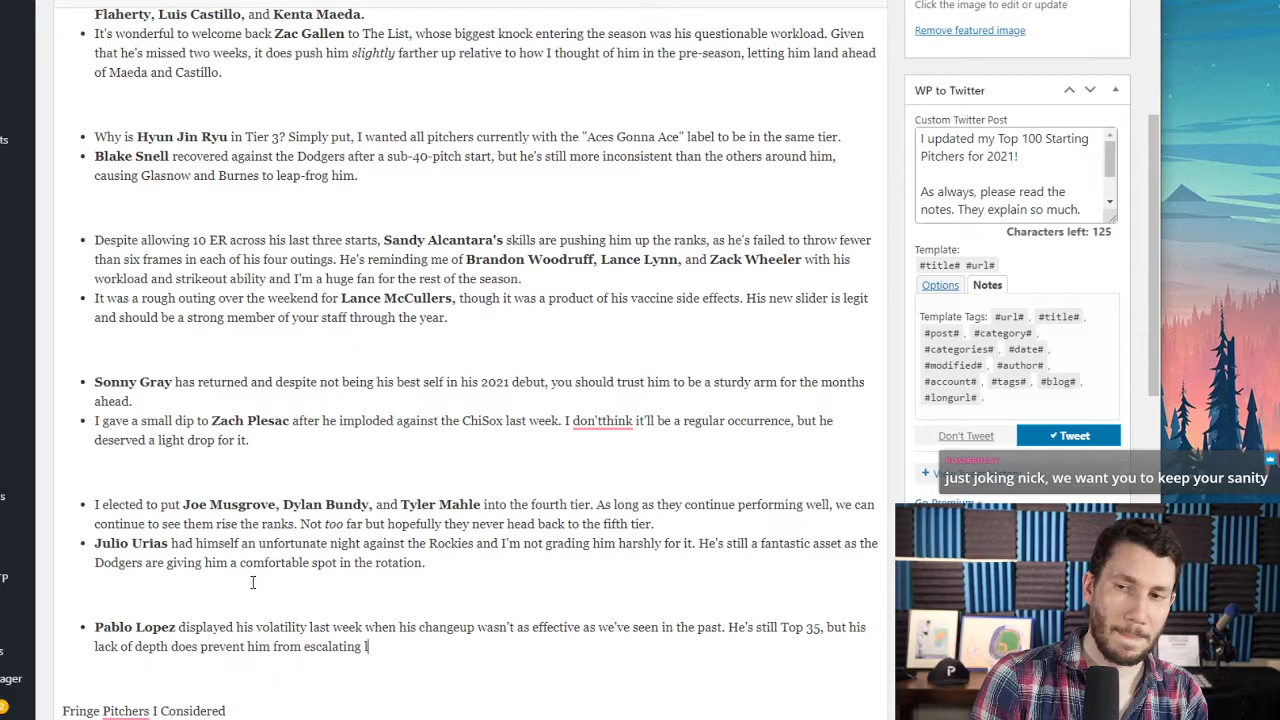 Flaherty, Luis Castillo, and Kenta Maeda.
It's wonderful to welcome back Zac Gallen to The List, whose biggest knock entering the season was his questionable workload. Given
that he's missed two weeks, it does push him slightly farther up relative to how I thought of him in the pre-season, letting him land ahead
of Maeda and Castillo.
Why is Hyun Jin Ryu in Tier 3? Simply put, I wanted all pitchers currently with the "Aces Gonna Ace" label to be in the same tier.
Blake Snell recovered against the Dodgers after a sub-40-pitch start, but he's still more inconsistent than the others around him,
causing Glasnow and Burnes to leap-frog him.
Despite allowing 10 ER across his last three starts, Sandy Alcantara's skills are pushing him up the ranks, as he's failed to throw fewer
than six frames in each of his four outings. He's reminding me of Brandon Woodruff, Lance Lynn, and Zack Wheeler with his
workload and strikeout ability and I'm a huge fan for the rest of the season.
It was a rough outing over the weekend for Lance McCullers, though it was a product of his vaccine side effects. His new slider is legit
and should be a strong member of your staff through the year.
Sonny Gray has returned and despite not being his best self in his 2021 debut, you should trust him to be a sturdy arm for the months
ahead.
I gave a small dip to Zach Plesac after he imploded against the ChiSox last week. I don'tthink it'll be a regular occurrence, but he
deserved a light drop for it.
I elected to put Joe Musgrove, Dylan Bundy, and Tyler Mahle into the fourth tier. As long as they continue performing well, we can
continue to see them rise the ranks. Not too far but hopefully they never head back to the fifth tier.
Julio Urias had himself an unfortunate night against the Rockies and I'm not grading him harshly for it. He's still a fantastic asset as the
Dodgers are giving him a comfortable spot in the rotation.
Pablo Lopez displayed his volatility last week when his changeup wasn't as effective as we've seen in the past. He's still Top 35, but his
lack of depth does prevent him from escalating l
Fringe Pitchers I Considered
Click the image to edit or update
Remove featured image
WP to Twitter
Custom Twitter Post
I updated my Top 100 Starting
Pitchers for 2021!
As always, please read the
notes. They explain so much.
Characters left: 125
Template:
#title# #url#
Options Notes
Template Tags: #url# , #title# ,
#post# , #category# ,
#categories# , #date# ,
#modified# , #author# ,
#account# , #tags# , #blog# ,
#longurl# .
Don't Tweet Tweet
just joking nick, we want you to keep your sanity